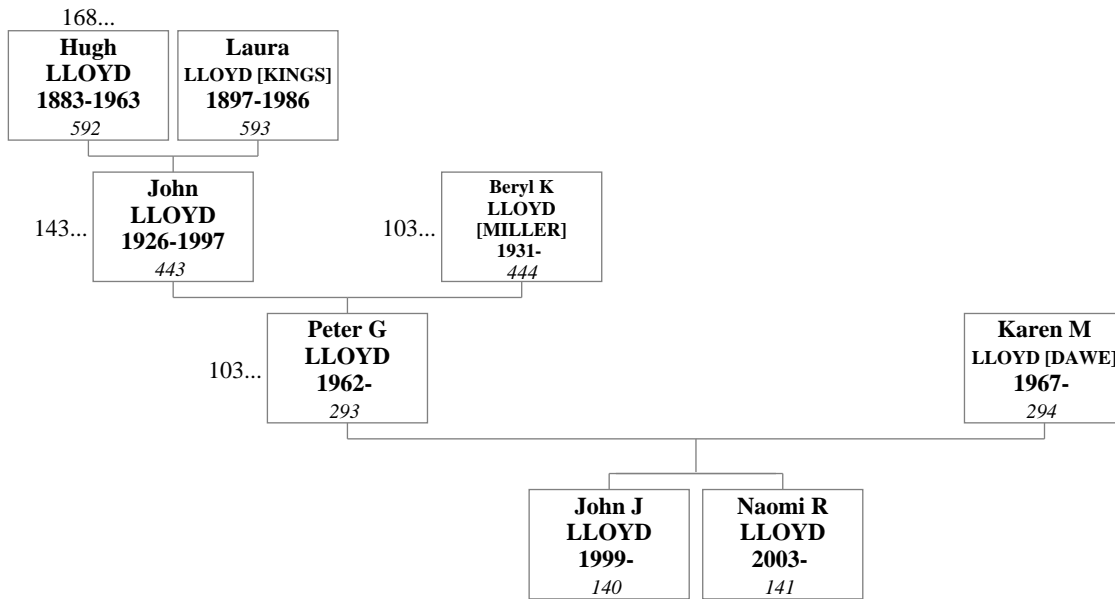 168...
Hugh
LLOYD
1883-1963
592
Laura
LLOYD [KINGS]
1897-1986
593
143...
John
LLOYD
1926-1997
443
103...
Beryl K
LLOYD
[MILLER]
1931-
444
103...
Peter G
LLOYD
1962-
293
Karen M
LLOYD [DAWE]
1967-
294
John J
LLOYD
1999-
140
Naomi R
LLOYD
2003-
141